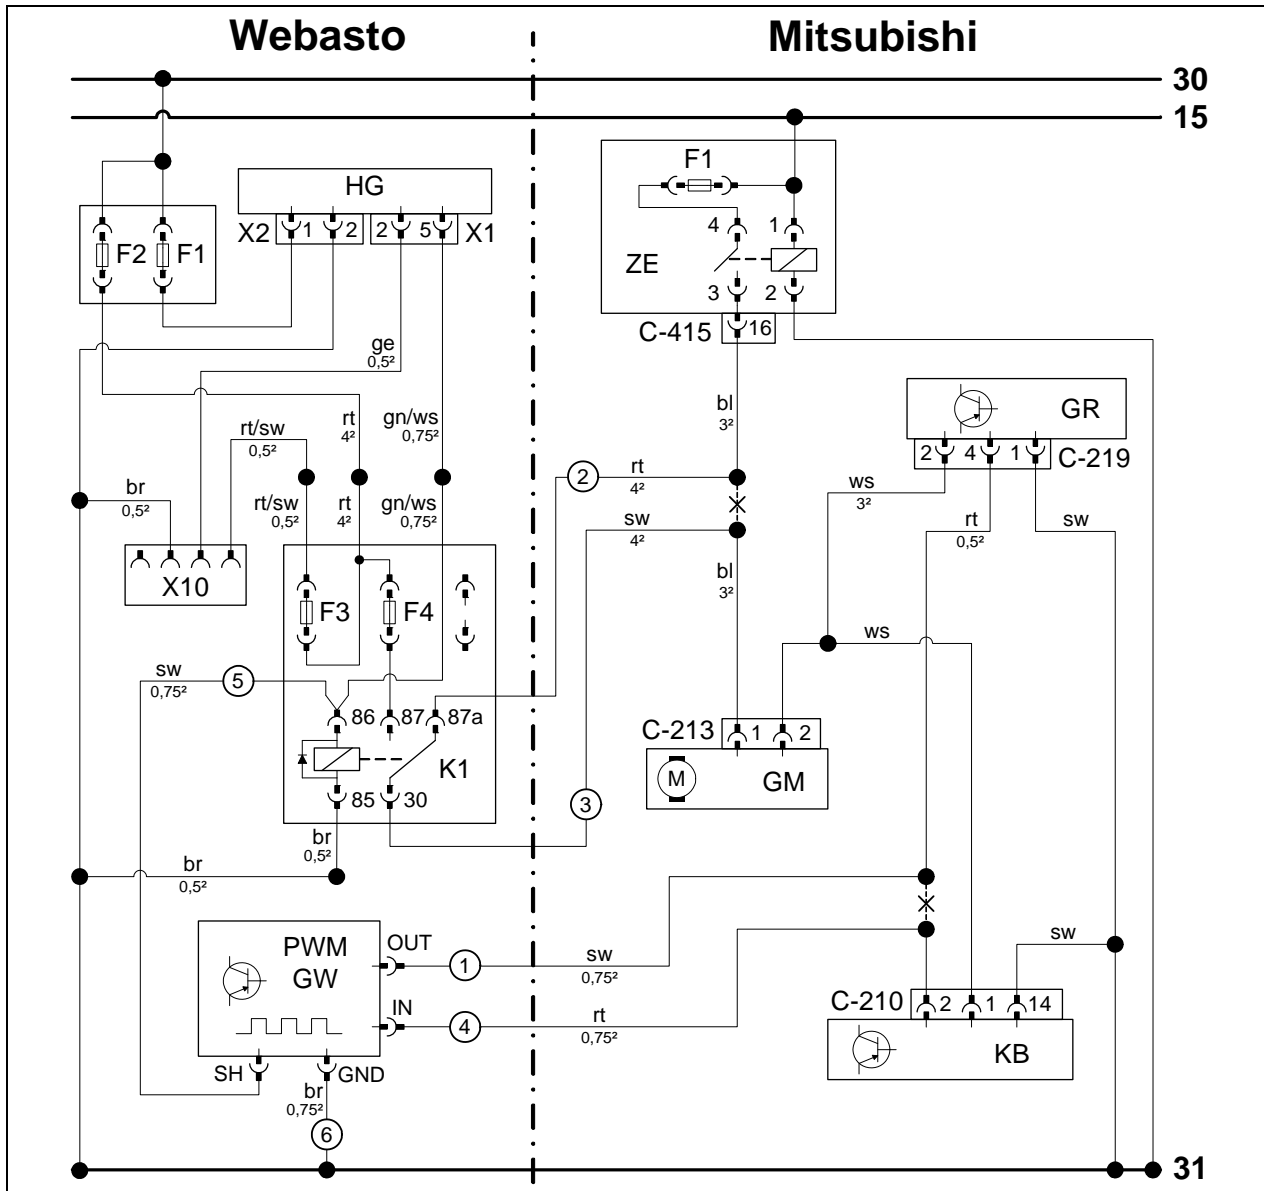 Webasto
Mitsubishi
30
15
F1
HG
X2
1
2
2
5
X1
4
1
F2
F1
ZE
3
2
C-415
16
ge
0,5²
GR
bl
3²
rt/sw
0,5²
rt
4²
gn/ws
0,75²
2
4
1
C-219
2
rt
4²
br
0,5²
rt/sw
0,5²
rt
4²
gn/ws
0,75²
ws
3²
sw
4²
rt
0,5²
sw
X10
bl
3²
F3
F4
ws
sw
0,75²
5
86
87
87a
C-213
1
2
K1
M
GM
85
30
3
br
0,5²
br
0,5²
PWM
GW
OUT
1
sw
0,75²
sw
IN
4
rt
0,75²
C-210
2
1
14
KB
SH
GND
br
0,75²
6
31